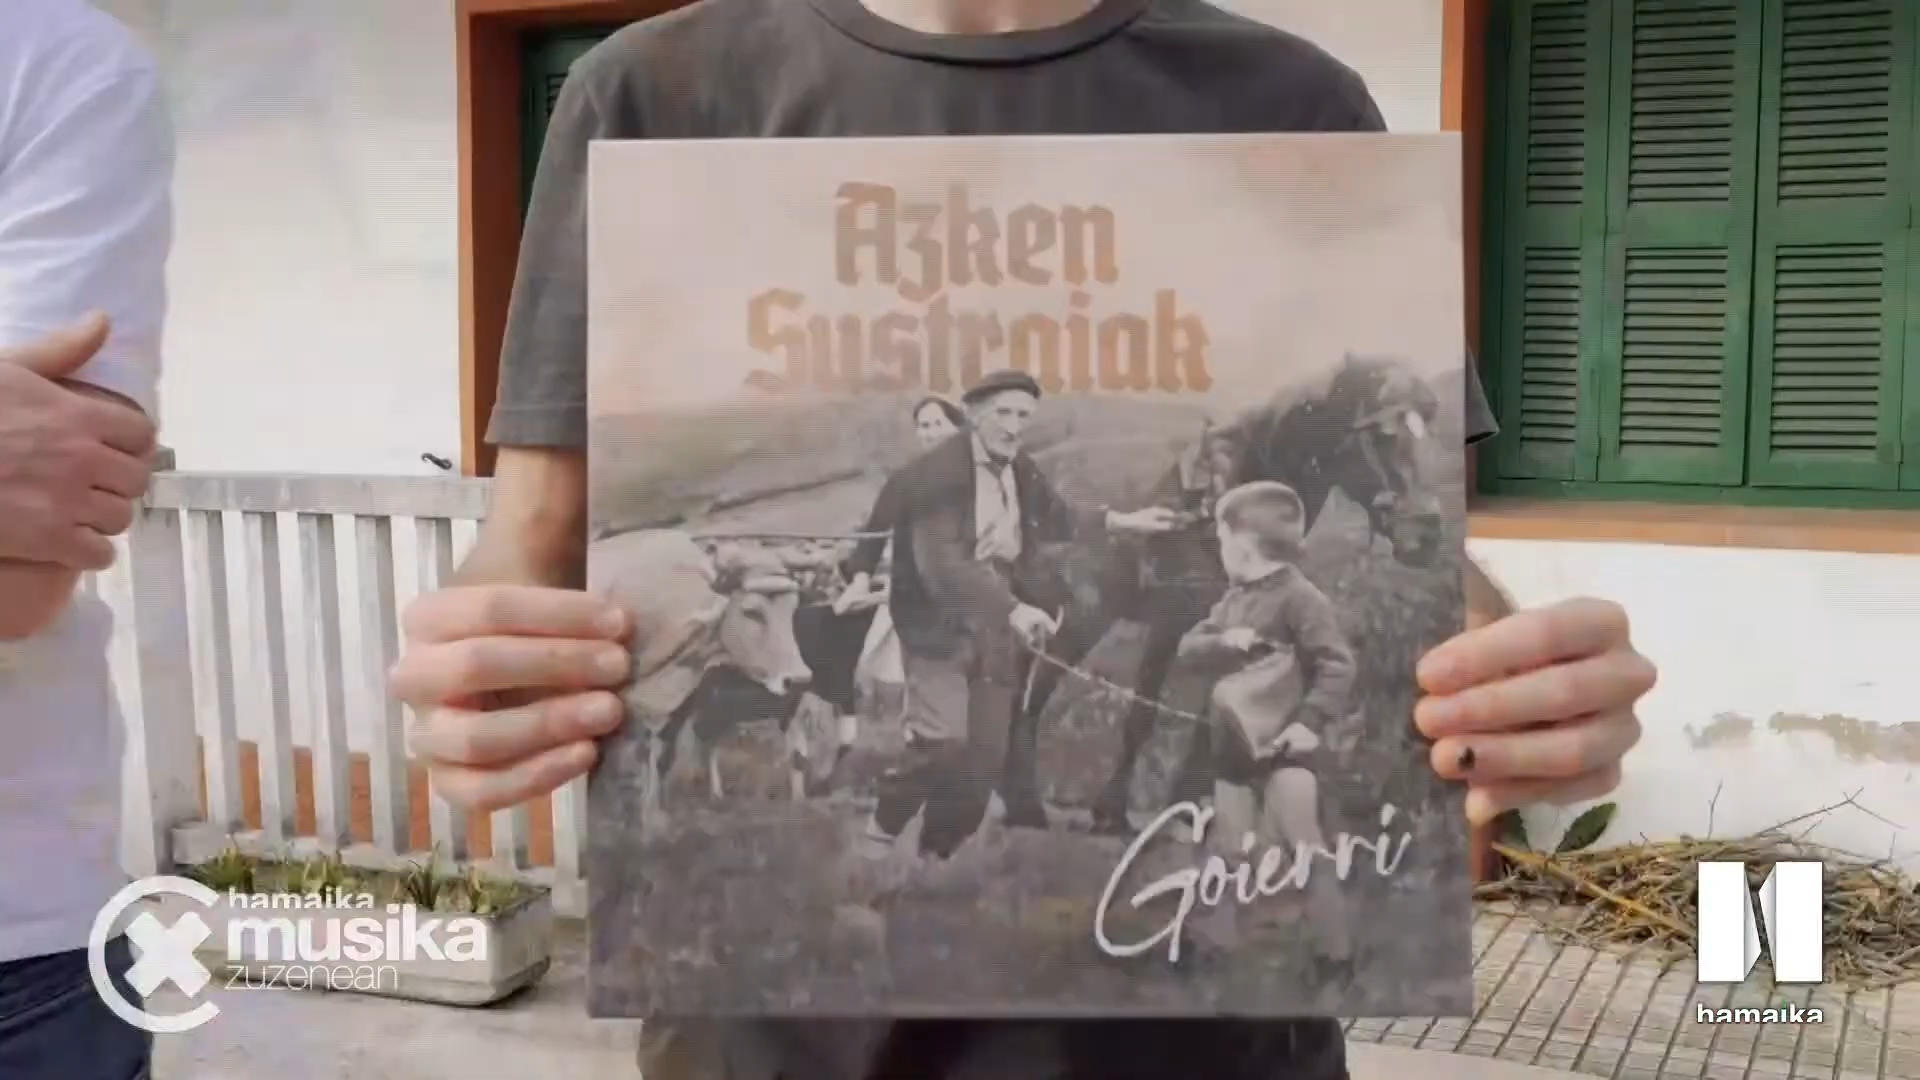 Azken
Sustraiak
Goierri
hamaika
musika
zuzenean
hamaika